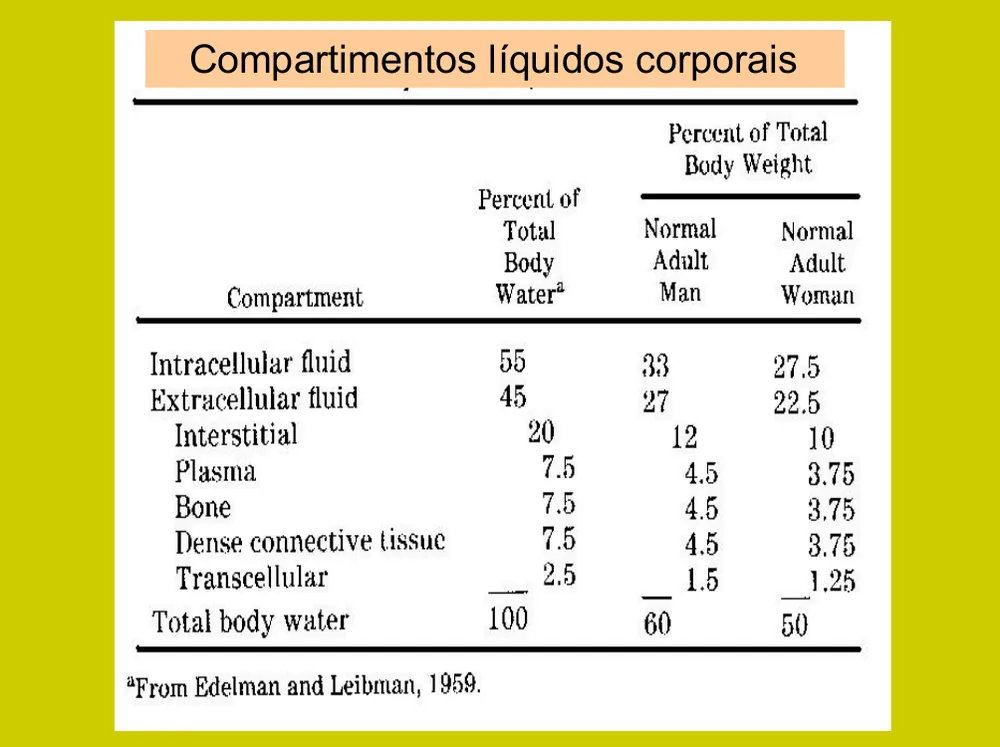 Compartimentos líquidos corporais
Percent of Total
Body Weight
Percent of
Total
Body
Waterª
Normal
Adult
Man
Normal
Adult
Woman
Compartment
Intracellular fluid 55 33 27.5
Extracellular fluid 45 27 22.5
Interstitial 20 12 10
Plasma 7.5 4.5 3.75
Bone 7.5 4.5 3.75
Dense connective tissue 7.5 4.5 3.75
Transcellular 2.5 1.5 1.25
Total body water 100 60 50
ªFrom Edelman and Leibman, 1959.